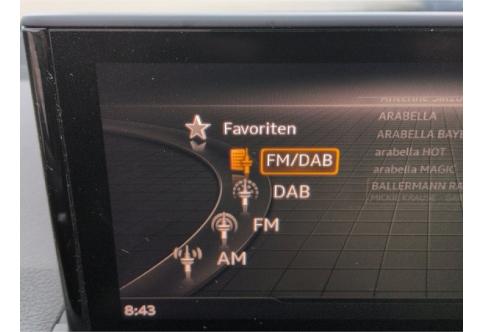 Favoriten
FM/DAB
DAB
FM
AM
ARABELLA
ARABELLA BAYE
arabella HOT
arabella MAGIC
BALLERMANN RA
8:43